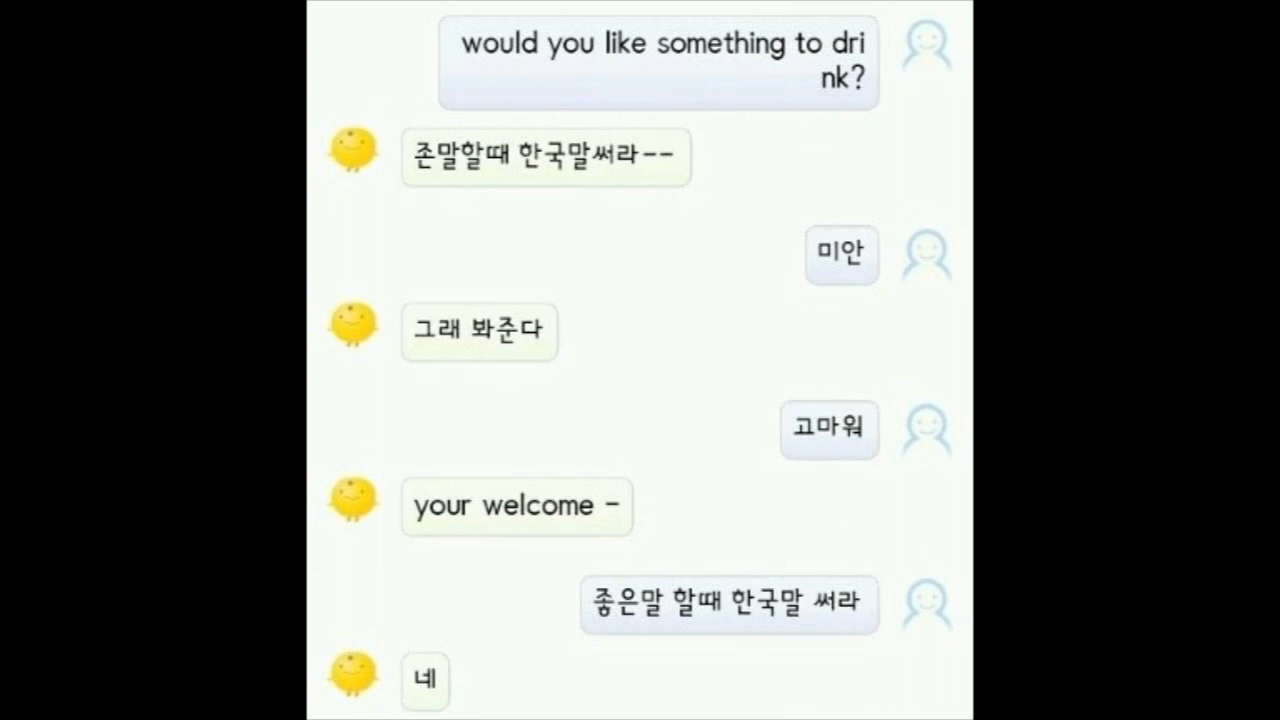 would you like something to dri
nk?
존말할때 한국말써라--
미안
그래 봐준다
고마워
your welcome -
좋은말 할때 한국말 써라
네